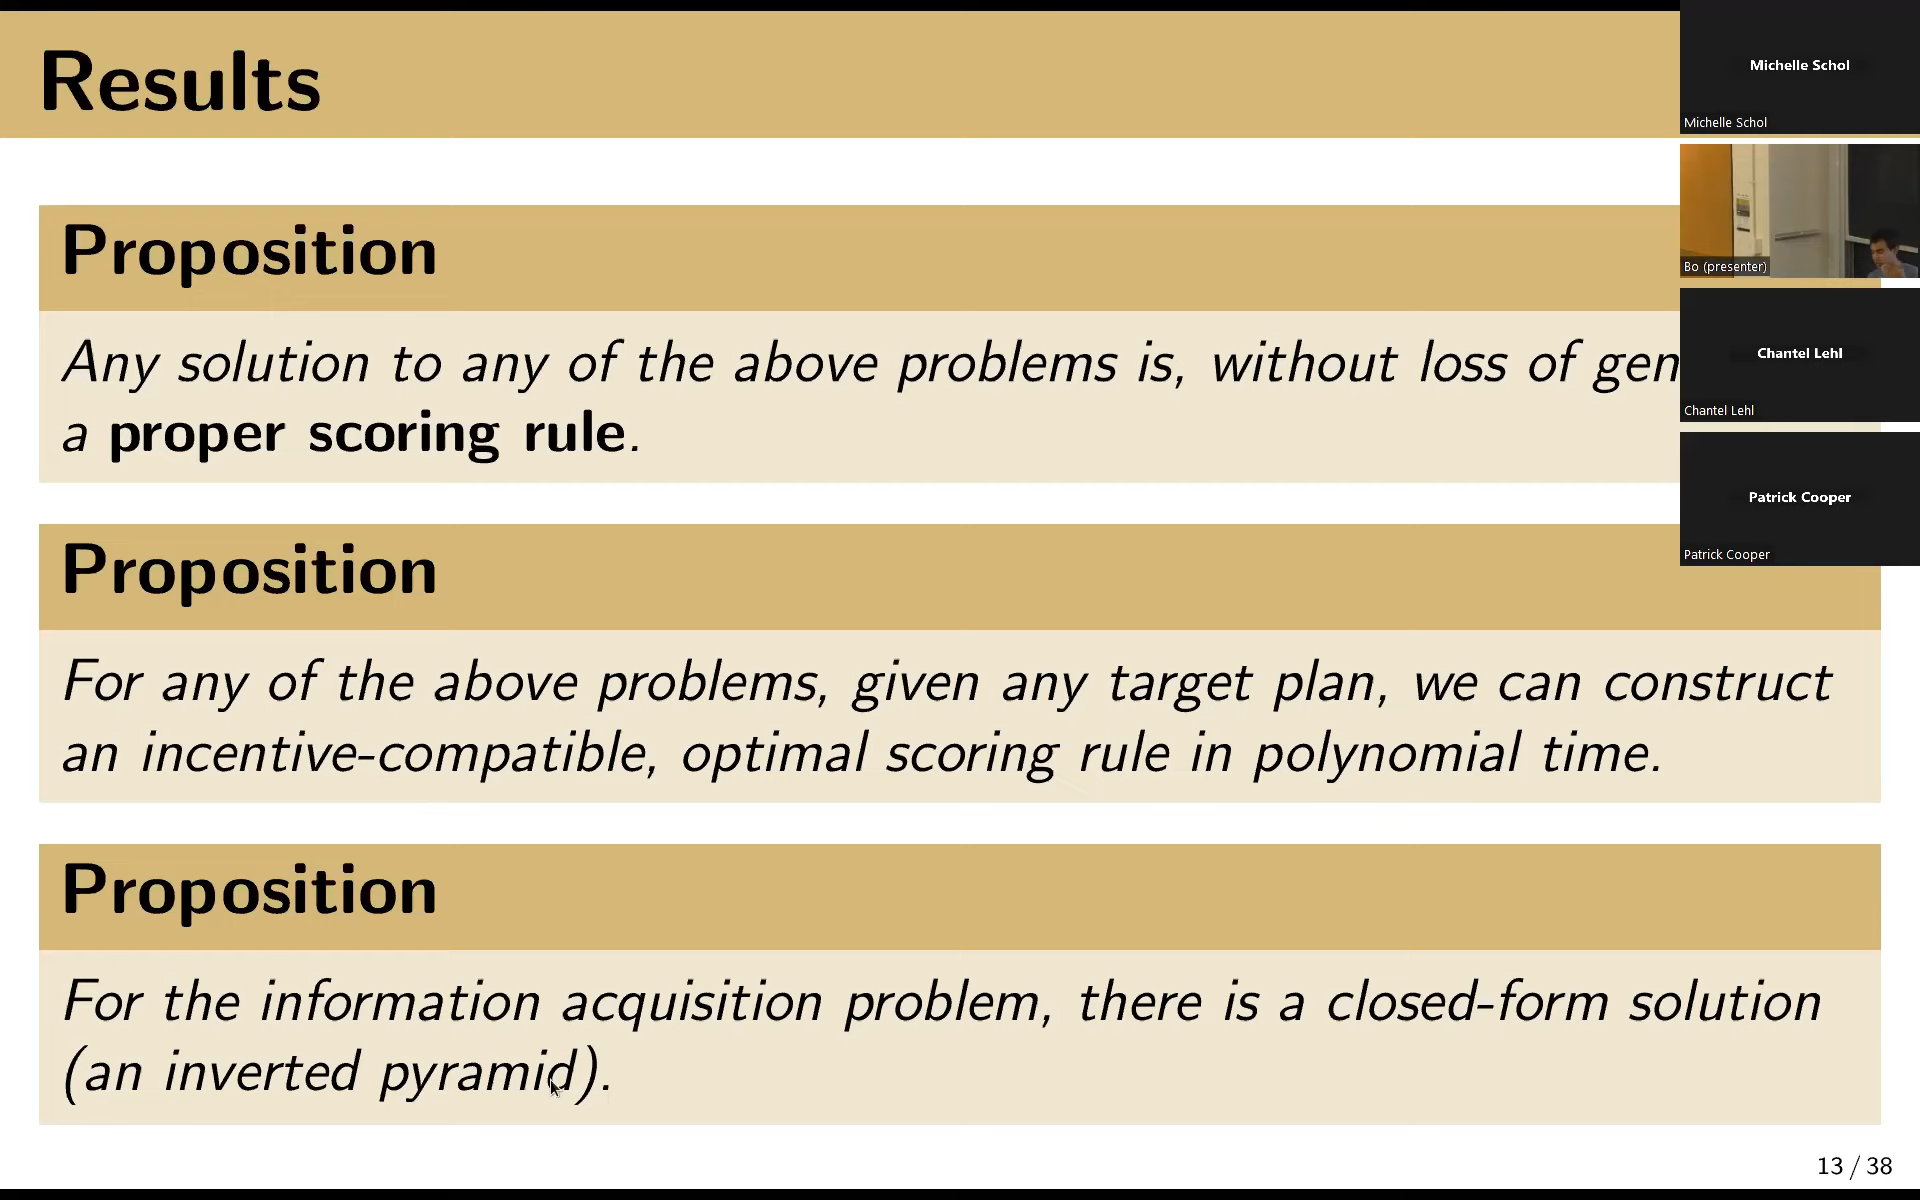 Results
Proposition
Any solution to any of the above problems is, without loss of gen
a proper scoring rule.
Proposition
For any of the above problems, given any target plan, we can construct
an incentive-compatible, optimal scoring rule in polynomial time.
Proposition
For the information acquisition problem, there is a closed-form solution
(an inverted pyramid).
13 / 38
Michelle Schol
Michelle Schol
Bo (presenter)
Chantel Lehl
Chantel Lehl
Patrick Cooper
Patrick Cooper